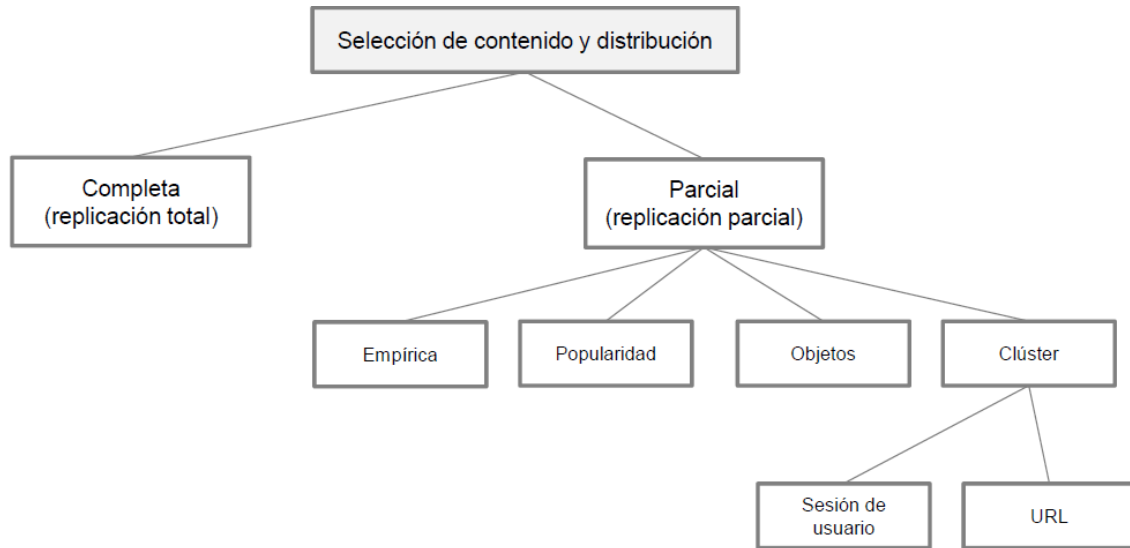 Selección de contenido y distribución
Completa
(replicación total)
Parcial
(replicación parcial)
Empírica
Popularidad
Objetos
Clúster
Sesión de
usuario
URL